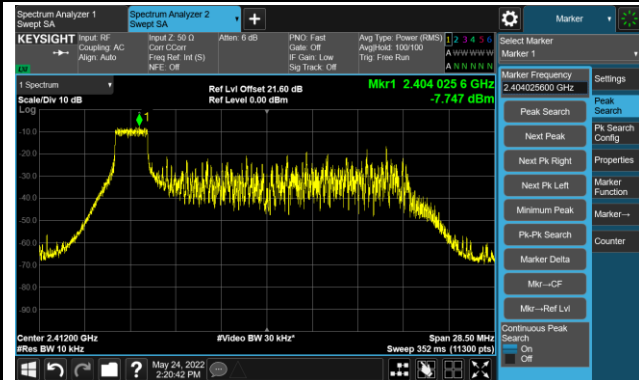 Spectrum Analyzer 1
Swept SA
Spectrum Analyzer 2
Swept SA
Marker
KEYSIGHT
Input: RF
Coupling: AC
Align: Auto
Input Z: 50 Ω
Corr CCorr
Freq Ref: Int (S)
NFE: Off
Atten: 6 dB
PNO: Fast
Gate: Off
IF Gain: Low
Sig Track: Off
Avg Type: Power (RMS)
Avg|Hold: 100/100
Trig: Free Run
1 2 3 4 5 6
A W W W W W
A N N N N N
Select Marker
Marker 1
1 Spectrum
Scale/Div 10 dB
Log
Ref Lvl Offset 21.60 dB
Ref Level 0.00 dBm
Mkr1 2.404 025 6 GHz
-7.747 dBm
1
-10.0
-20.0
-30.0
-40.0
-50.0
-60.0
-70.0
-80.0
-90.0
Center 2.41200 GHz
#Res BW 10 kHz
#Video BW 30 kHz*
Span 28.50 MHz
Sweep 352 ms (11300 pts)
Marker Frequency
2.404025600 GHz
Peak Search
Next Peak
Next Pk Right
Next Pk Left
Minimum Peak
Pk-Pk Search
Marker Delta
Mkr→CF
Mkr→Ref Lvl
Continuous Peak
Search
On
Off
Settings
Peak
Search
Pk Search
Config
Properties
Marker
Function
Marker→
Counter
May 24, 2022
2:20:42 PM